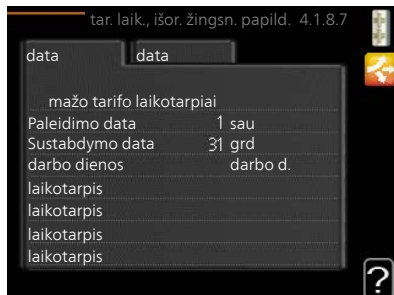 tar. laik., išor. žingsn. papild. 4.1.8.7
data data
mažo tarifo laikotarpiai
Paleidimo data 1 sau
Sustabdymo data 31 grd
darbo dienos darbo d.
laikotarpis
laikotarpis
laikotarpis
laikotarpis
?